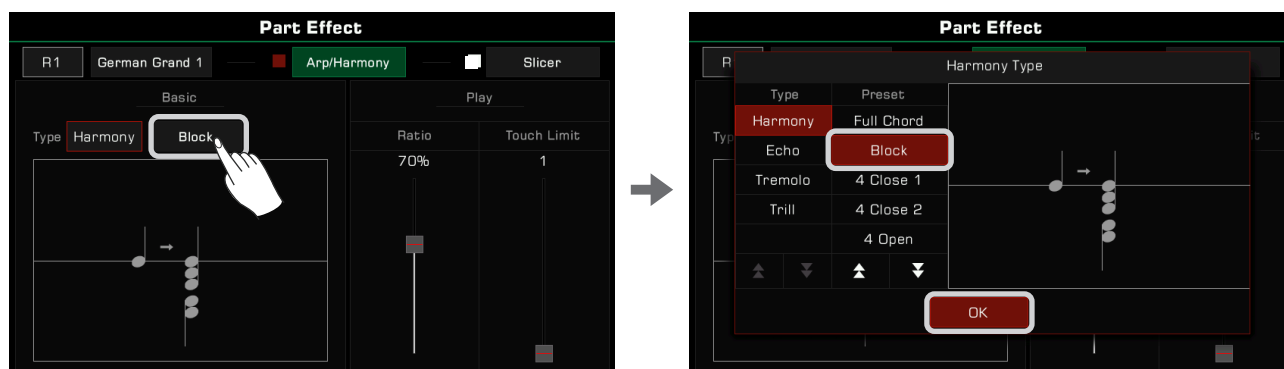 Part Effect
R1 German Grand 1 Arp/Harmony Slicer
Basic Play
Type Harmony Block Ratio Touch Limit
70% 1
Part Effect
R
Harmony Type
Type Preset
Harmony Full Chord
Echo Block
Tremolo 4 Close 1
Trill 4 Close 2
4 Open
OK
Typ
it